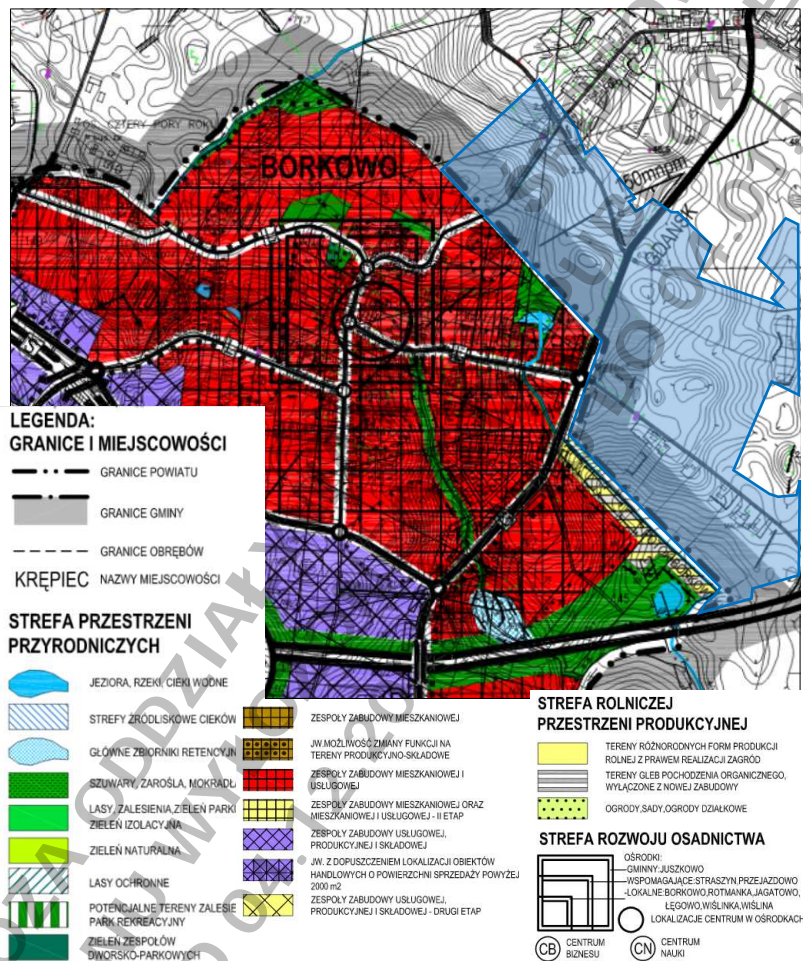 OS. CZTERY PORY ROKU
BORKOWO
150mnpm
GDAŃSK
LEGENDA:
GRANICE I MIEJSCOWOŚCI
GRANICE POWIATU
GRANICE GMINY
GRANICE OBRĘBÓW
KRĘPIEC NAZWY MIEJSCOWOŚCI
STREFA PRZESTRZENI
PRZYRODNICZYCH
JEZIORA, RZEKI, CIEKI WODNE
STREFY ŹRÓDLISKOWE CIEKÓW
GŁÓWNE ZBIORNIKI RETENCYJN
SZUWARY, ZAROŚLA, MOKRADŁ
LASY, ZALESIENIA,ZIELEŃ PARKI
ZIELEŃ IZOLACYJNA
ZIELEŃ NATURALNA
LASY OCHRONNE
POTENCJALNE TERENY ZALESIE
PARK REKREACYJNY
ZIELEŃ ZESPOŁÓW
DWORSKO-PARKOWYCH
ZESPOŁY ZABUDOWY MIESZKANIOWEJ
JW.MOŻLIWOŚĆ ZMIANY FUNKCJI NA
TERENY PRODUKCYJNO-SKŁADOWE
ZESPOŁY ZABUDOWY MIESZKANIOWEJ I
USŁUGOWEJ
ZESPOŁY ZABUDOWY MIESZKANIOWEJ ORAZ
MIESZKANIOWEJ I USŁUGOWEJ - II ETAP
ZESPOŁY ZABUDOWY USŁUGOWEJ,
PRODUKCYJNEJ I SKŁADOWEJ
JW. Z DOPUSZCZENIEM LOKALIZACJI OBIEKTÓW
HANDLOWYCH O POWIERZCHNI SPRZEDAŻY POWYŻEJ
2000 m2
ZESPOŁY ZABUDOWY USŁUGOWEJ,
PRODUKCYJNEJ I SKŁADOWEJ - DRUGI ETAP
STREFA ROLNICZEJ
PRZESTRZENI PRODUKCYJNEJ
TERENY RÓŻNORODNYCH FORM PRODUKCJI
ROLNEJ Z PRAWEM REALIZACJI ZAGRÓD
TERENY GLEB POCHODZENIA ORGANICZNEGO,
WYŁĄCZONE Z NOWEJ ZABUDOWY
OGRODY,SADY,OGRODY DZIAŁKOWE
STREFA ROZWOJU OSADNICTWA
OŚRODKI:
GMINNY:JUSZKOWO
WSPOMAGAJĄCE:STRASZYN,PRZEJAZDOWO
LOKALNE:BORKOWO,ROTMANKA,JAGATOWO,
ŁĘGOWO,WIŚLINKA,WIŚLINA
LOKALIZACJE CENTRUM W OŚRODKACH
CB CENTRUM
BIZNESU
CN CENTRUM
NAUKI